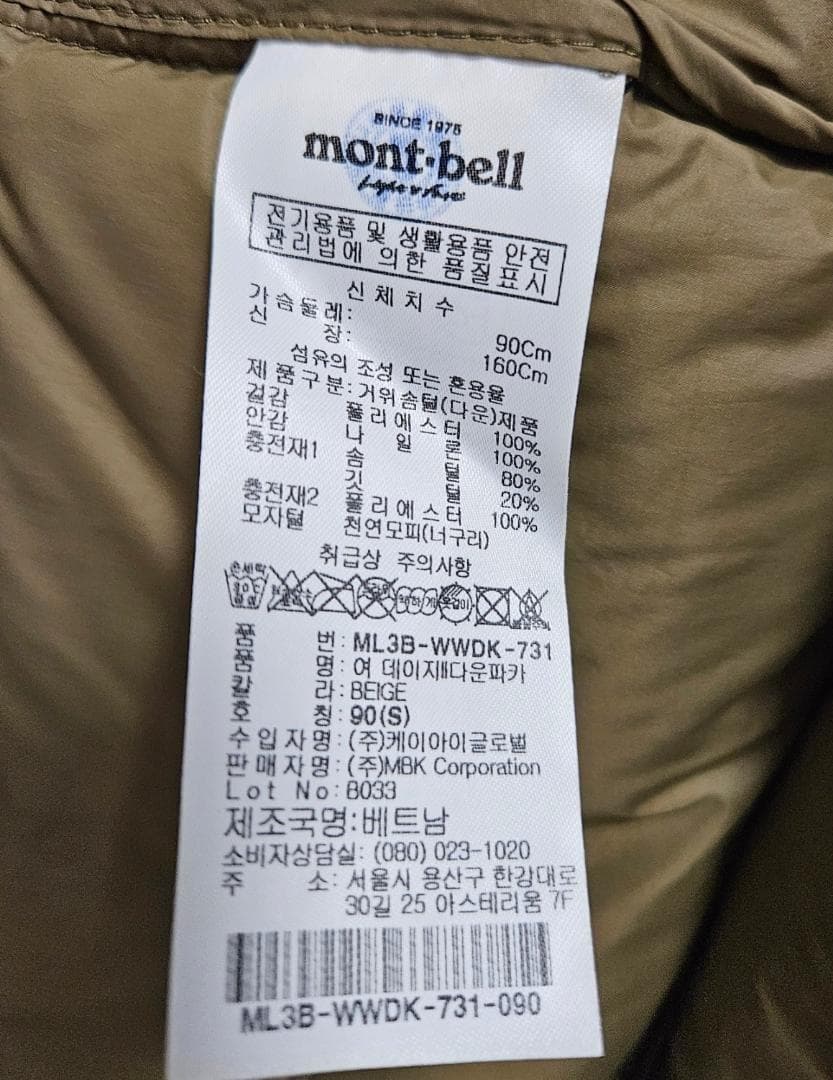 SINCE 1975
mont·bell
전기용품 및 생활용품 안전
관리법에 의한 품질표시
신체치수
가슴둘레: 90Cm
신 장: 160Cm
섬유의 조성 또는 혼용율
제품구분:거위솜털(다운)제품
겉감 폴리에스터 100%
안감 나일론 100%
충전재1 솜털 80%
깃털 20%
충전재2 폴리에스터 100%
모자털 천연모피(너구리)
취급상 주의사항
손세탁
옷걸이
품 번: ML3B-WWDK-731
품 명: 여 데이지II다운파카
칼 라: BEIGE
호 칭: 90(S)
수입자명: (주)케이아이글로벌
판매자명: (주)MBK Corporation
Lot No: B033
제조국명:베트남
소비자상담실: (080) 023-1020
주 소: 서울시 용산구 한강대로
30길 25 아스테리움 7F
ML3B-WWDK-731-090